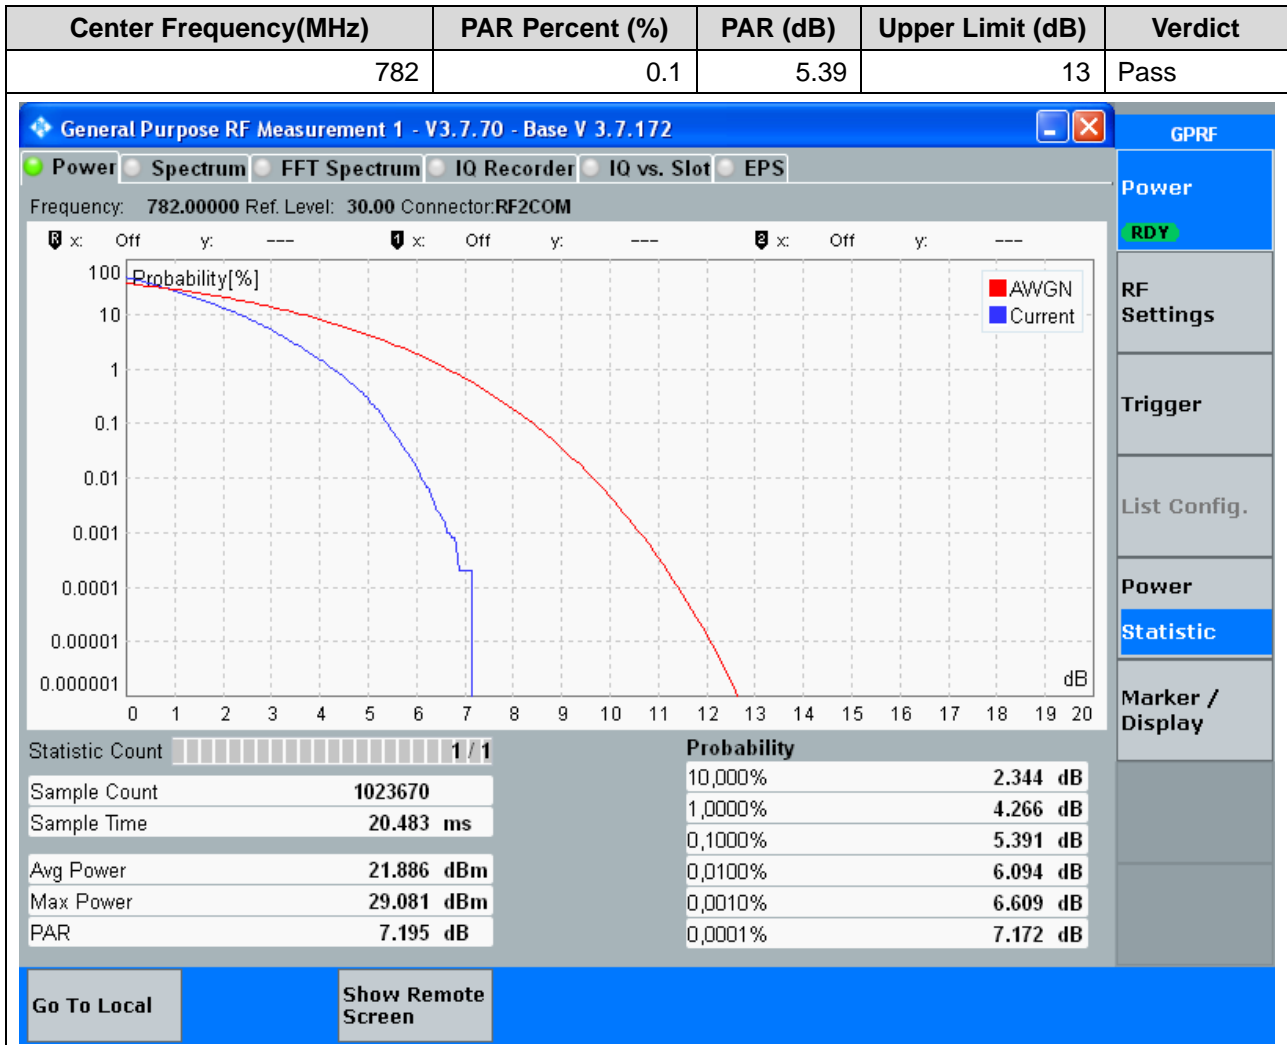 Center Frequency(MHz) PAR Percent (%) PAR (dB) Upper Limit (dB) Verdict
782 0.1 5.39 13 Pass
General Purpose RF Measurement 1 - V3.7.70 - Base V 3.7.172
GPRF
Power Spectrum FFT Spectrum IQ Recorder IQ vs. Slot EPS
Power
RDY
Frequency: 782.00000 Ref. Level: 30.00 Connector:RF2COM
R x: Off y: --- 1 x: Off y: --- 2 x: Off y: ---
Probability[%]
AWGN
Current
100
10
1
0.1
0.01
0.001
0.0001
0.00001
0.000001
dB
0 1 2 3 4 5 6 7 8 9 10 11 12 13 14 15 16 17 18 19 20
RF
Settings
Trigger
List Config.
Power
Statistic
Marker /
Display
Statistic Count 1 / 1
Sample Count 1023670
Sample Time 20.483 ms
Avg Power 21.886 dBm
Max Power 29.081 dBm
PAR 7.195 dB
Probability
10,000% 2.344 dB
1,0000% 4.266 dB
0,1000% 5.391 dB
0,0100% 6.094 dB
0,0010% 6.609 dB
0,0001% 7.172 dB
Go To Local
Show Remote
Screen